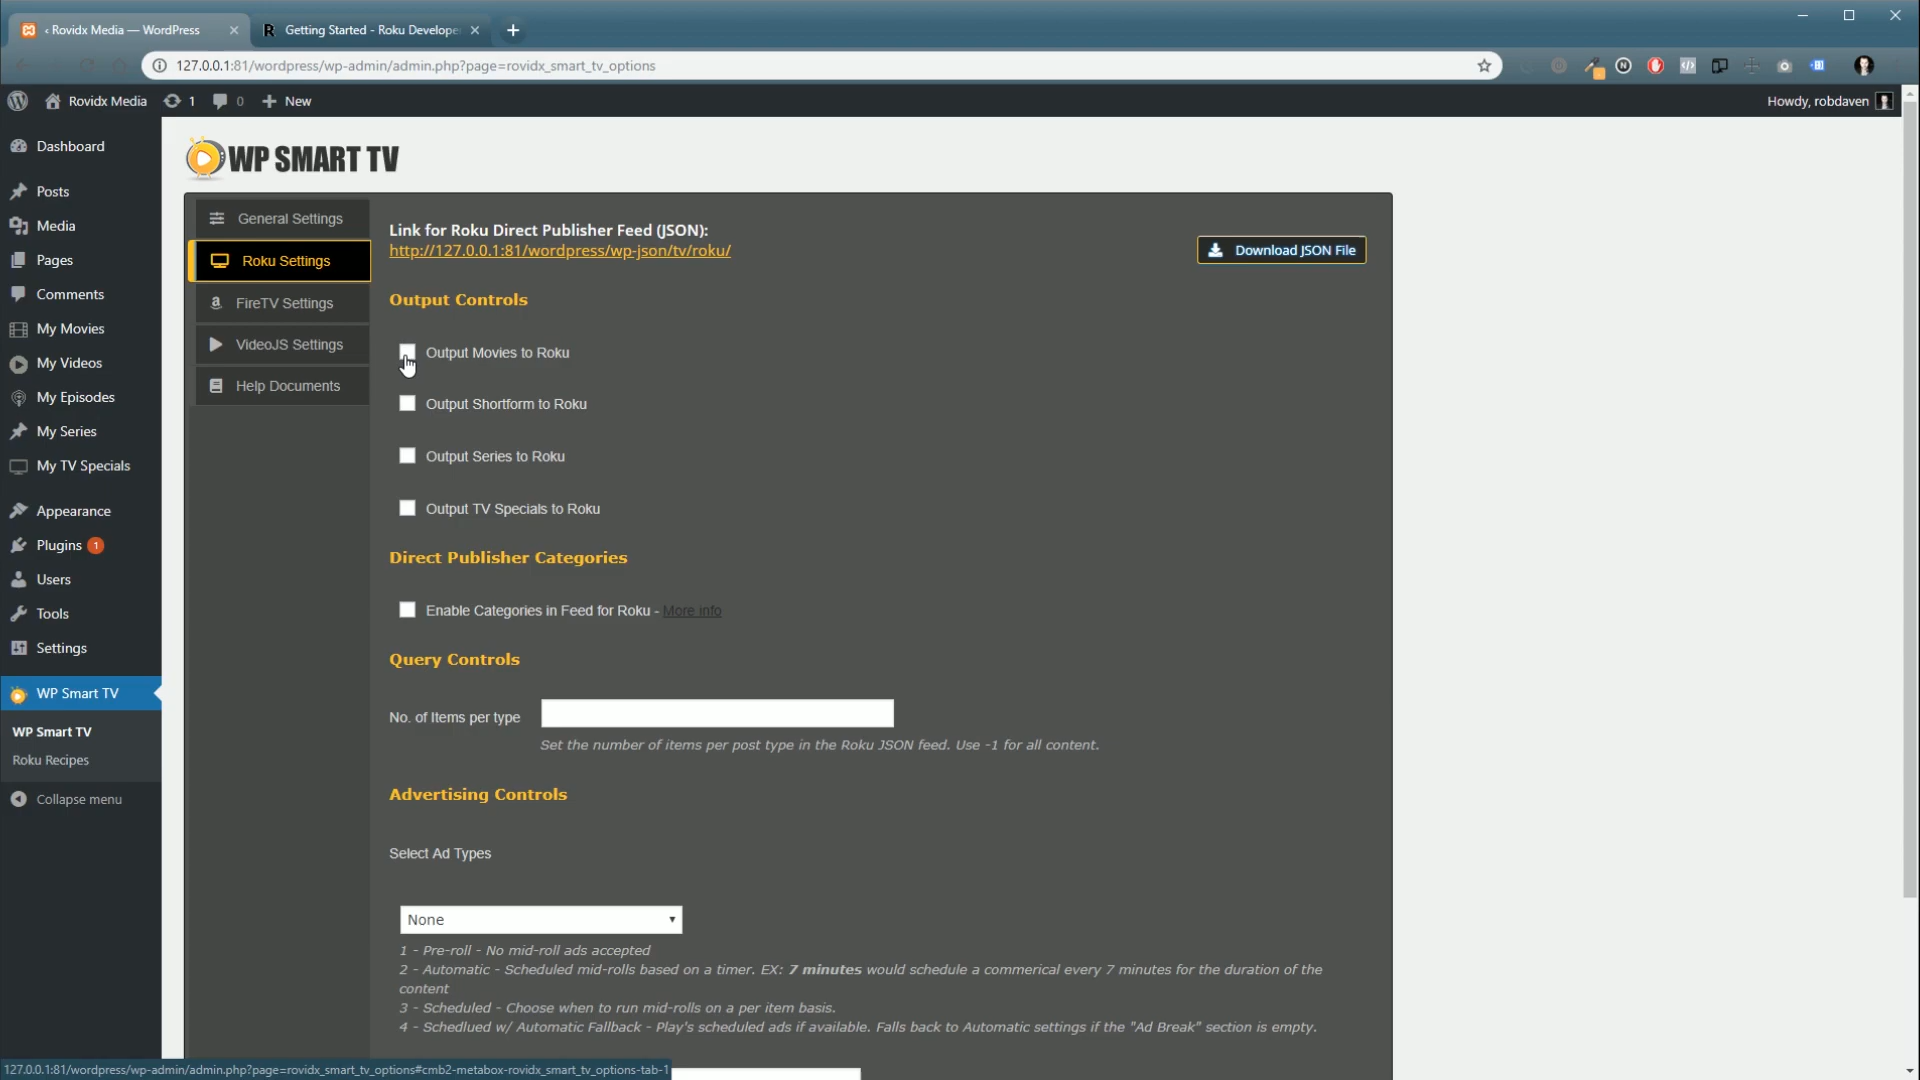 ‹ Rovidx Media — WordPress
Getting Started - Roku Develope
127.0.0.1:81/wordpress/wp-admin/admin.php?page=rovidx_smart_tv_options
Rovidx Media
1
0
New
Howdy, robdaven
Dashboard
Posts
Media
Pages
Comments
My Movies
My Videos
My Episodes
My Series
My TV Specials
Appearance
Plugins 1
Users
Tools
Settings
WP Smart TV
WP Smart TV
Roku Recipes
Collapse menu
WP SMART TV
General Settings
Roku Settings
FireTV Settings
VideoJS Settings
Help Documents
Link for Roku Direct Publisher Feed (JSON):
http://127.0.0.1:81/wordpress/wp-json/tv/roku/
Download JSON File
Output Controls
Output Movies to Roku
Output Shortform to Roku
Output Series to Roku
Output TV Specials to Roku
Direct Publisher Categories
Enable Categories in Feed for Roku - More info
Query Controls
No. of Items per type
Set the number of items per post type in the Roku JSON feed. Use -1 for all content.
Advertising Controls
Select Ad Types
None
1 - Pre-roll - No mid-roll ads accepted
2 - Automatic - Scheduled mid-rolls based on a timer. EX: 7 minutes would schedule a commerical every 7 minutes for the duration of the
content
3 - Scheduled - Choose when to run mid-rolls on a per item basis.
4 - Schedlued w/ Automatic Fallback - Play's scheduled ads if available. Falls back to Automatic settings if the "Ad Break" section is empty.
127.0.0.1:81/wordpress/wp-admin/admin.php?page=rovidx_smart_tv_options#cmb2-metabox-rovidx_smart_tv_options-tab-1